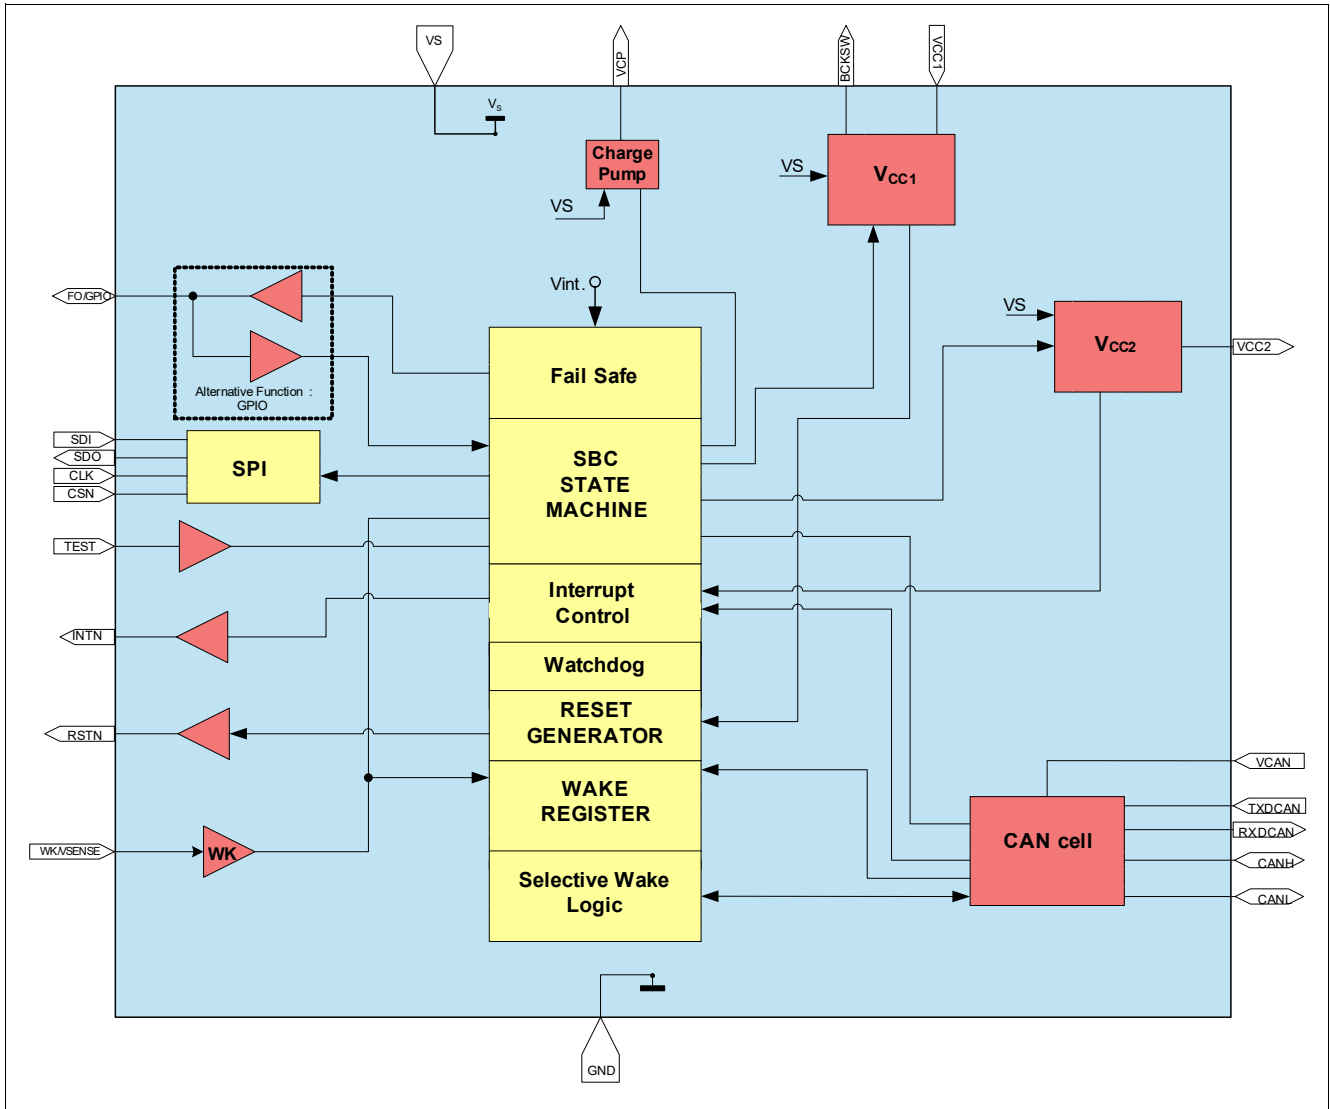 VS
VCP
BCKSW
VCC1
Vs
Charge
Pump
VS
VS
VCC1
FO/GPIO
Alternative Function :
GPIO
Vint.
VS
VCC2
VCC2
Fail Safe
SDI
SDO
CLK
CSN
SPI
SBC
STATE
MACHINE
TEST
Interrupt
Control
INTN
Watchdog
RSTN
RESET
GENERATOR
WAKE
REGISTER
WK/VSENSE
WK
Selective Wake
Logic
CAN cell
VCAN
TXDCAN
RXDCAN
CANH
CANL
GND